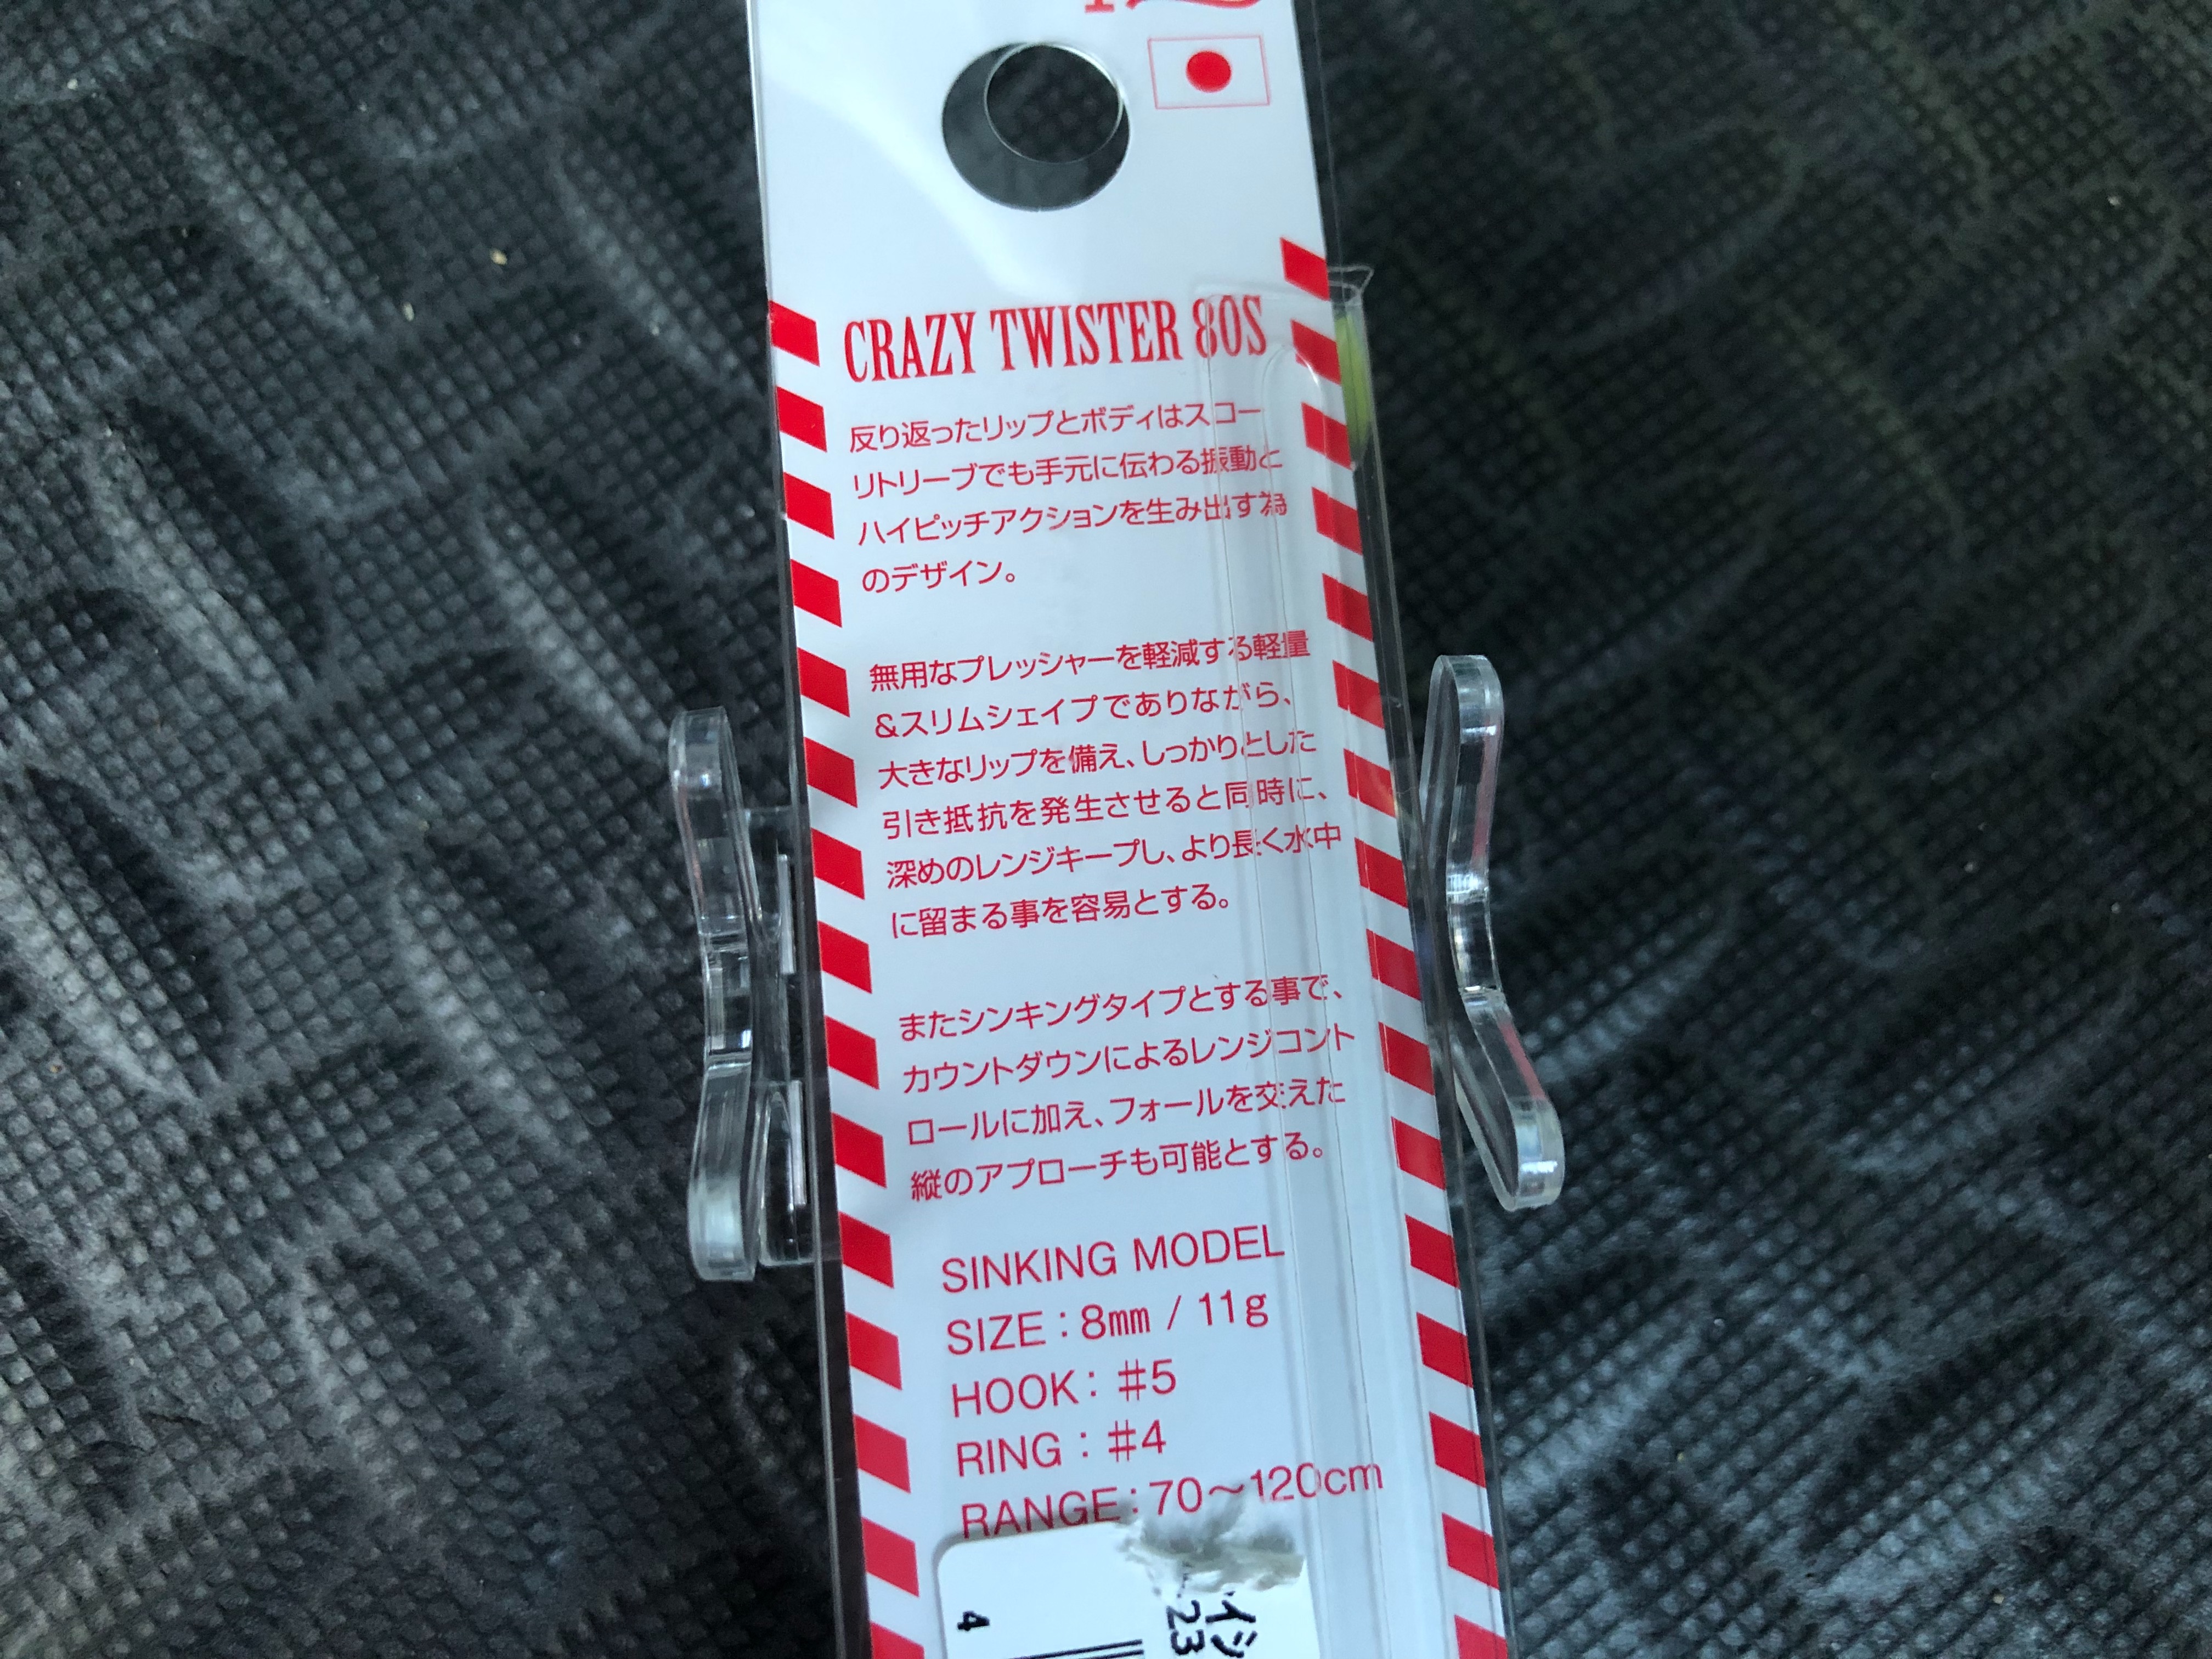 CRAZY TWISTER 80S
反り返ったリップとボディはスコー
リトリーブでも手元に伝わる振動と
ハイピッチアクションを生み出す為
のデザイン。
無用なプレッシャーを軽減する軽量
&スリムシェイプでありながら、
大きなリップを備え、しっかりとした
引き抵抗を発生させると同時に、
深めのレンジキープし、より長く水中
に留まる事を容易とする。
またシンキングタイプとする事で、
カウントダウンによるレンジコント
ロールに加え、フォールを交えた
縦のアプローチも可能とする。
SINKING MODEL
SIZE : 8㎜ / 11g
HOOK : #5
RING : #4
RANGE : 70〜120cm
イシ
23
4